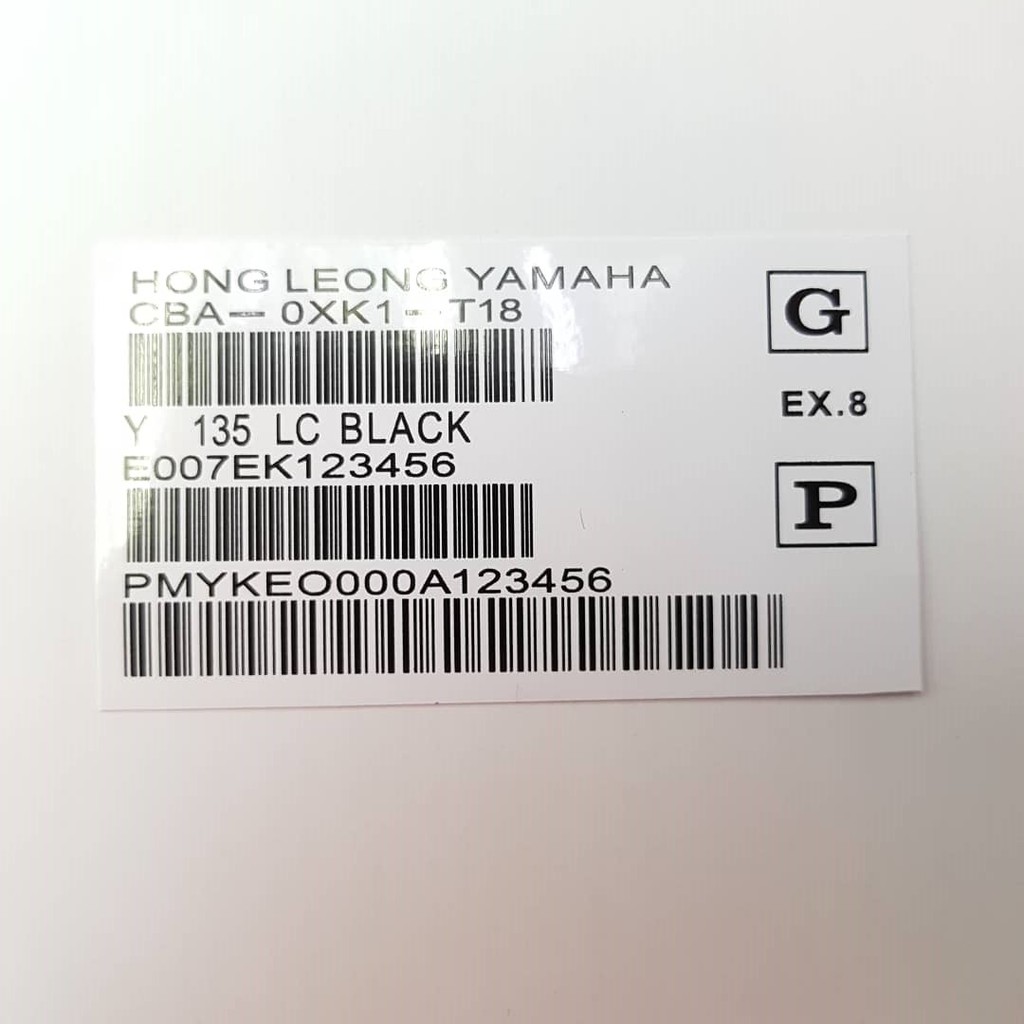 HONG LEONG YAMAHA
CBA- 0XK1 - T18
Y 135 LC BLACK
E007EK123456
PMYKEO000A123456
G
EX.8
P